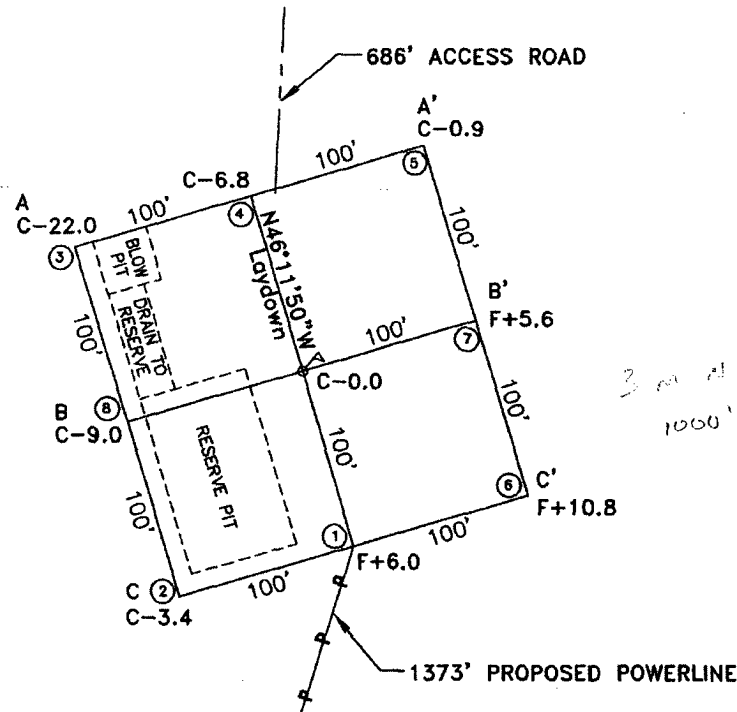 686' ACCESS ROAD
A'
C-0.9
100'
⑤
C-6.8
④
A
C-22.0
100'
③
BLOW
PIT
N46°11'50"W
Laydown
100'
DRAIN TO
RESERVE
100'
B'
F+5.6
⑦
100'
C-0.0
⑧
B
C-9.0
RESERVE PIT
100'
100'
100'
3 m N
1000'
⑥
C'
F+10.8
①
100'
F+6.0
C
②
C-3.4
100'
P
P
P
1373' PROPOSED POWERLINE